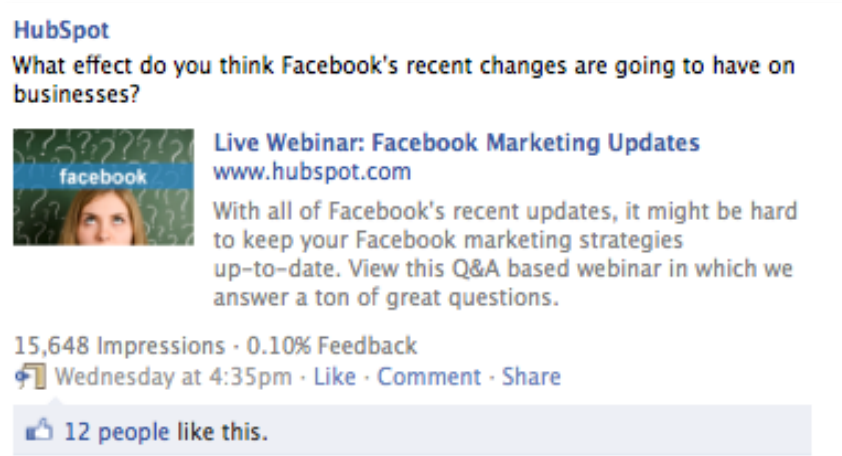 HubSpot
What effect do you think Facebook's recent changes are going to have on
businesses?
facebook
Live Webinar: Facebook Marketing Updates
www.hubspot.com
With all of Facebook's recent updates, it might be hard
to keep your Facebook marketing strategies
up-to-date. View this Q&A based webinar in which we
answer a ton of great questions.
15,648 Impressions · 0.10% Feedback
Wednesday at 4:35pm · Like · Comment · Share
12 people like this.